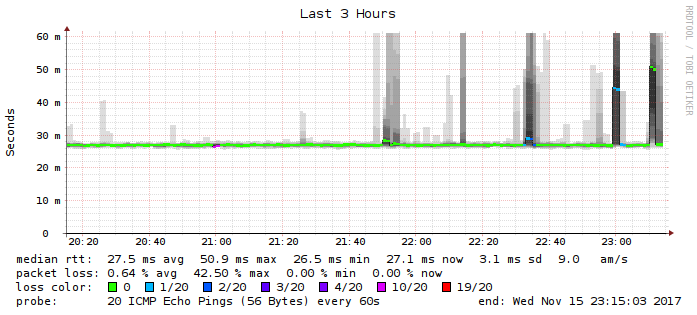 Last 3 Hours
RRDTOOL / TOBI OETIKER
Seconds
60 m
50 m
40 m
30 m
20 m
10 m
0
20:20 20:40 21:00 21:20 21:40 22:00 22:20 22:40 23:00
median rtt: 27.5 ms avg 50.9 ms max 26.5 ms min 27.1 ms now 3.1 ms sd 9.0 am/s
packet loss: 0.64 % avg 42.50 % max 0.00 % min 0.00 % now
loss color: 0 1/20 2/20 3/20 4/20 10/20 19/20
probe: 20 ICMP Echo Pings (56 Bytes) every 60s end: Wed Nov 15 23:15:03 2017